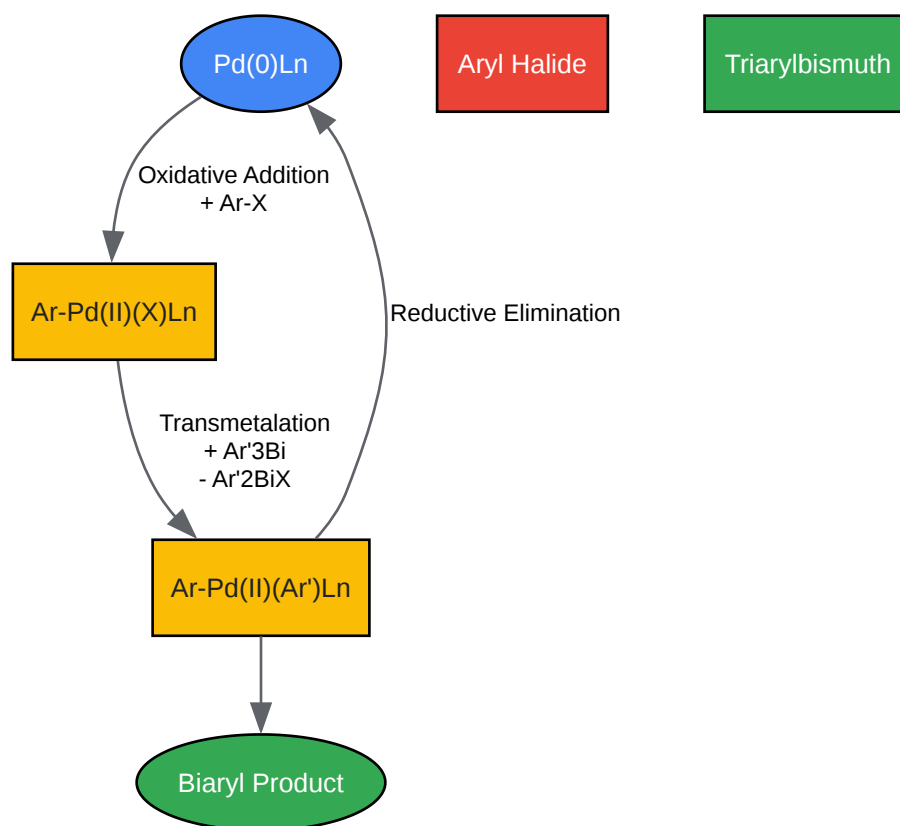 Pd(0)Ln
Aryl Halide
Triarylbismuth
Oxidative Addition
+ Ar-X
Ar-Pd(II)(X)Ln
Reductive Elimination
Transmetalation
+ Ar'3Bi
- Ar'2BiX
Ar-Pd(II)(Ar')Ln
Biaryl Product